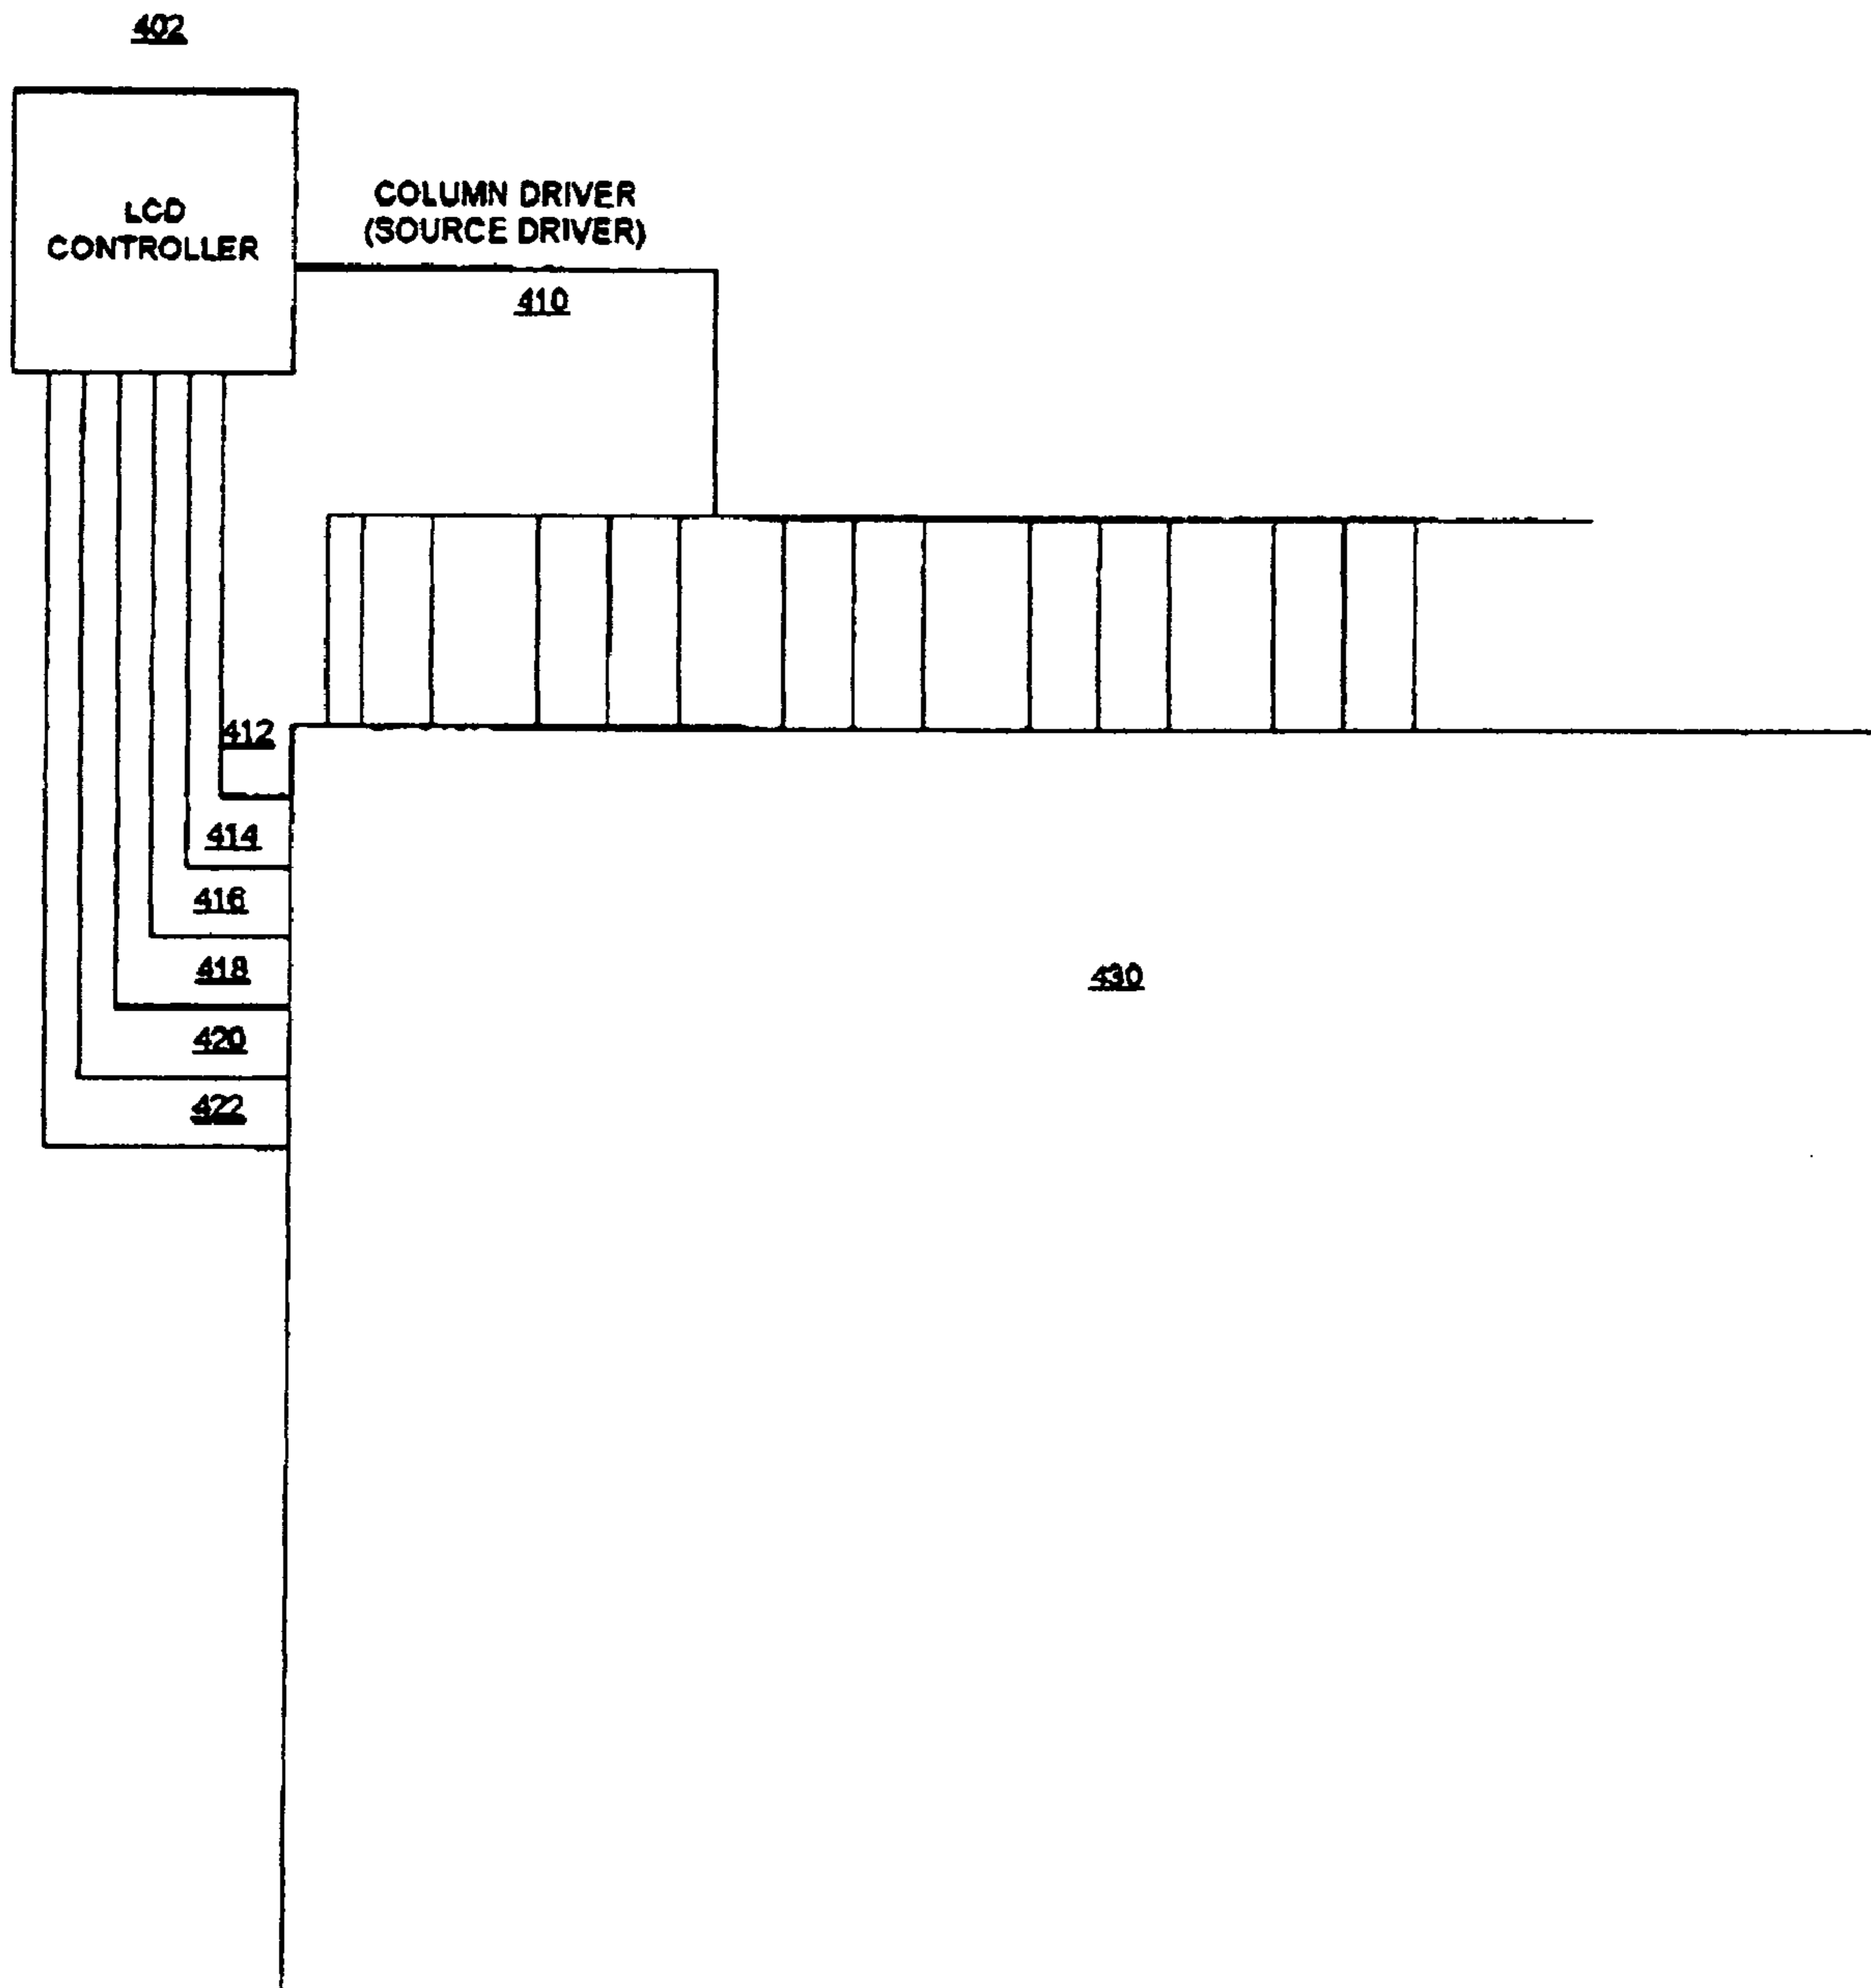 402
LCD
CONTROLLER
COLUMN DRIVER
(SOURCE DRIVER)
410
412
414
416
418
420
422
430